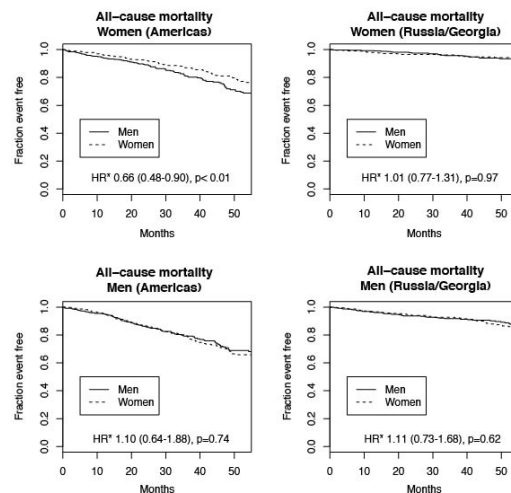 All−cause mortality
Women (Americas)
Fraction event free
0.0 0.2 0.4 0.6 0.8 1.0
Men
Women
HR* 0.66 (0.48-0.90), p< 0.01
0 10 20 30 40 50
Months
All−cause mortality
Women (Russia/Georgia)
Fraction event free
0.0 0.2 0.4 0.6 0.8 1.0
Men
Women
HR* 1.01 (0.77-1.31), p=0.97
0 10 20 30 40 50
Months
All−cause mortality
Men (Americas)
Fraction event free
0.0 0.2 0.4 0.6 0.8 1.0
Men
Women
HR* 1.10 (0.64-1.88), p=0.74
0 10 20 30 40 50
Months
All−cause mortality
Men (Russia/Georgia)
Fraction event free
0.0 0.2 0.4 0.6 0.8 1.0
Men
Women
HR* 1.11 (0.73-1.68), p=0.62
0 10 20 30 40 50
Months